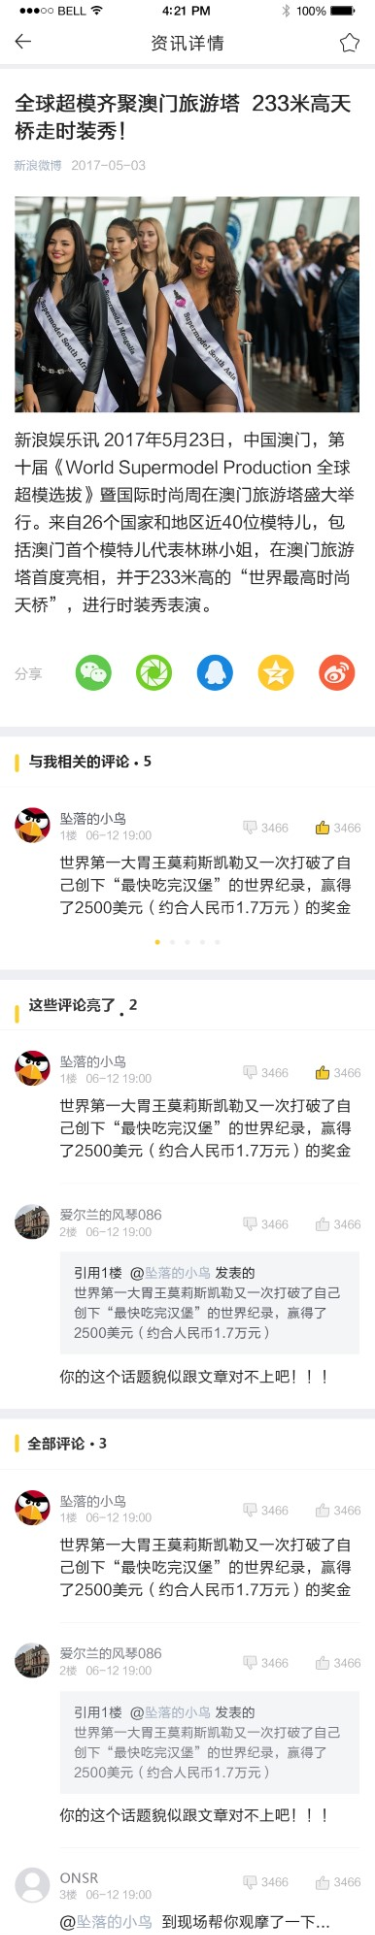 BELL 4:21 PM 100%
资讯详情
全球超模齐聚澳门旅游塔 233米高天
桥走时装秀！
新浪微博 2017-05-03
Supermodel South Africa
Supermodel Mongolia
Supermodel South Asia
新浪娱乐讯 2017年5月23日，中国澳门，第
十届《World Supermodel Production 全球
超模选拔》暨国际时尚周在澳门旅游塔盛大举
行。来自26个国家和地区近40位模特儿，包
括澳门首个模特儿代表林琳小姐，在澳门旅游
塔首度亮相，并于233米高的“世界最高时尚
天桥”，进行时装秀表演。
分享
与我相关的评论 • 5
坠落的小鸟
1楼 06-12 19:00 3466 3466
世界第一大胃王莫莉斯凯勒又一次打破了自
己创下“最快吃完汉堡”的世界纪录，赢得
了2500美元（约合人民币1.7万元）的奖金
这些评论亮了 • 2
坠落的小鸟
1楼 06-12 19:00 3466 3466
世界第一大胃王莫莉斯凯勒又一次打破了自
己创下“最快吃完汉堡”的世界纪录，赢得
了2500美元（约合人民币1.7万元）的奖金
爱尔兰的风琴086
2楼 06-12 19:00 3466 3466
引用1楼 @坠落的小鸟 发表的
世界第一大胃王莫莉斯凯勒又一次打破了自己
创下“最快吃完汉堡”的世界纪录，赢得了
2500美元（约合人民币1.7万元）
你的这个话题貌似跟文章对不上吧！！！
全部评论 • 3
坠落的小鸟
1楼 06-12 19:00 3466 3466
世界第一大胃王莫莉斯凯勒又一次打破了自
己创下“最快吃完汉堡”的世界纪录，赢得
了2500美元（约合人民币1.7万元）的奖金
爱尔兰的风琴086
2楼 06-12 19:00 3466 3466
引用1楼 @坠落的小鸟 发表的
世界第一大胃王莫莉斯凯勒又一次打破了自己
创下“最快吃完汉堡”的世界纪录，赢得了
2500美元（约合人民币1.7万元）
你的这个话题貌似跟文章对不上吧！！！
ONSR
3楼 06-12 19:00 3466 3466
@坠落的小鸟 到现场帮你观摩了一下...